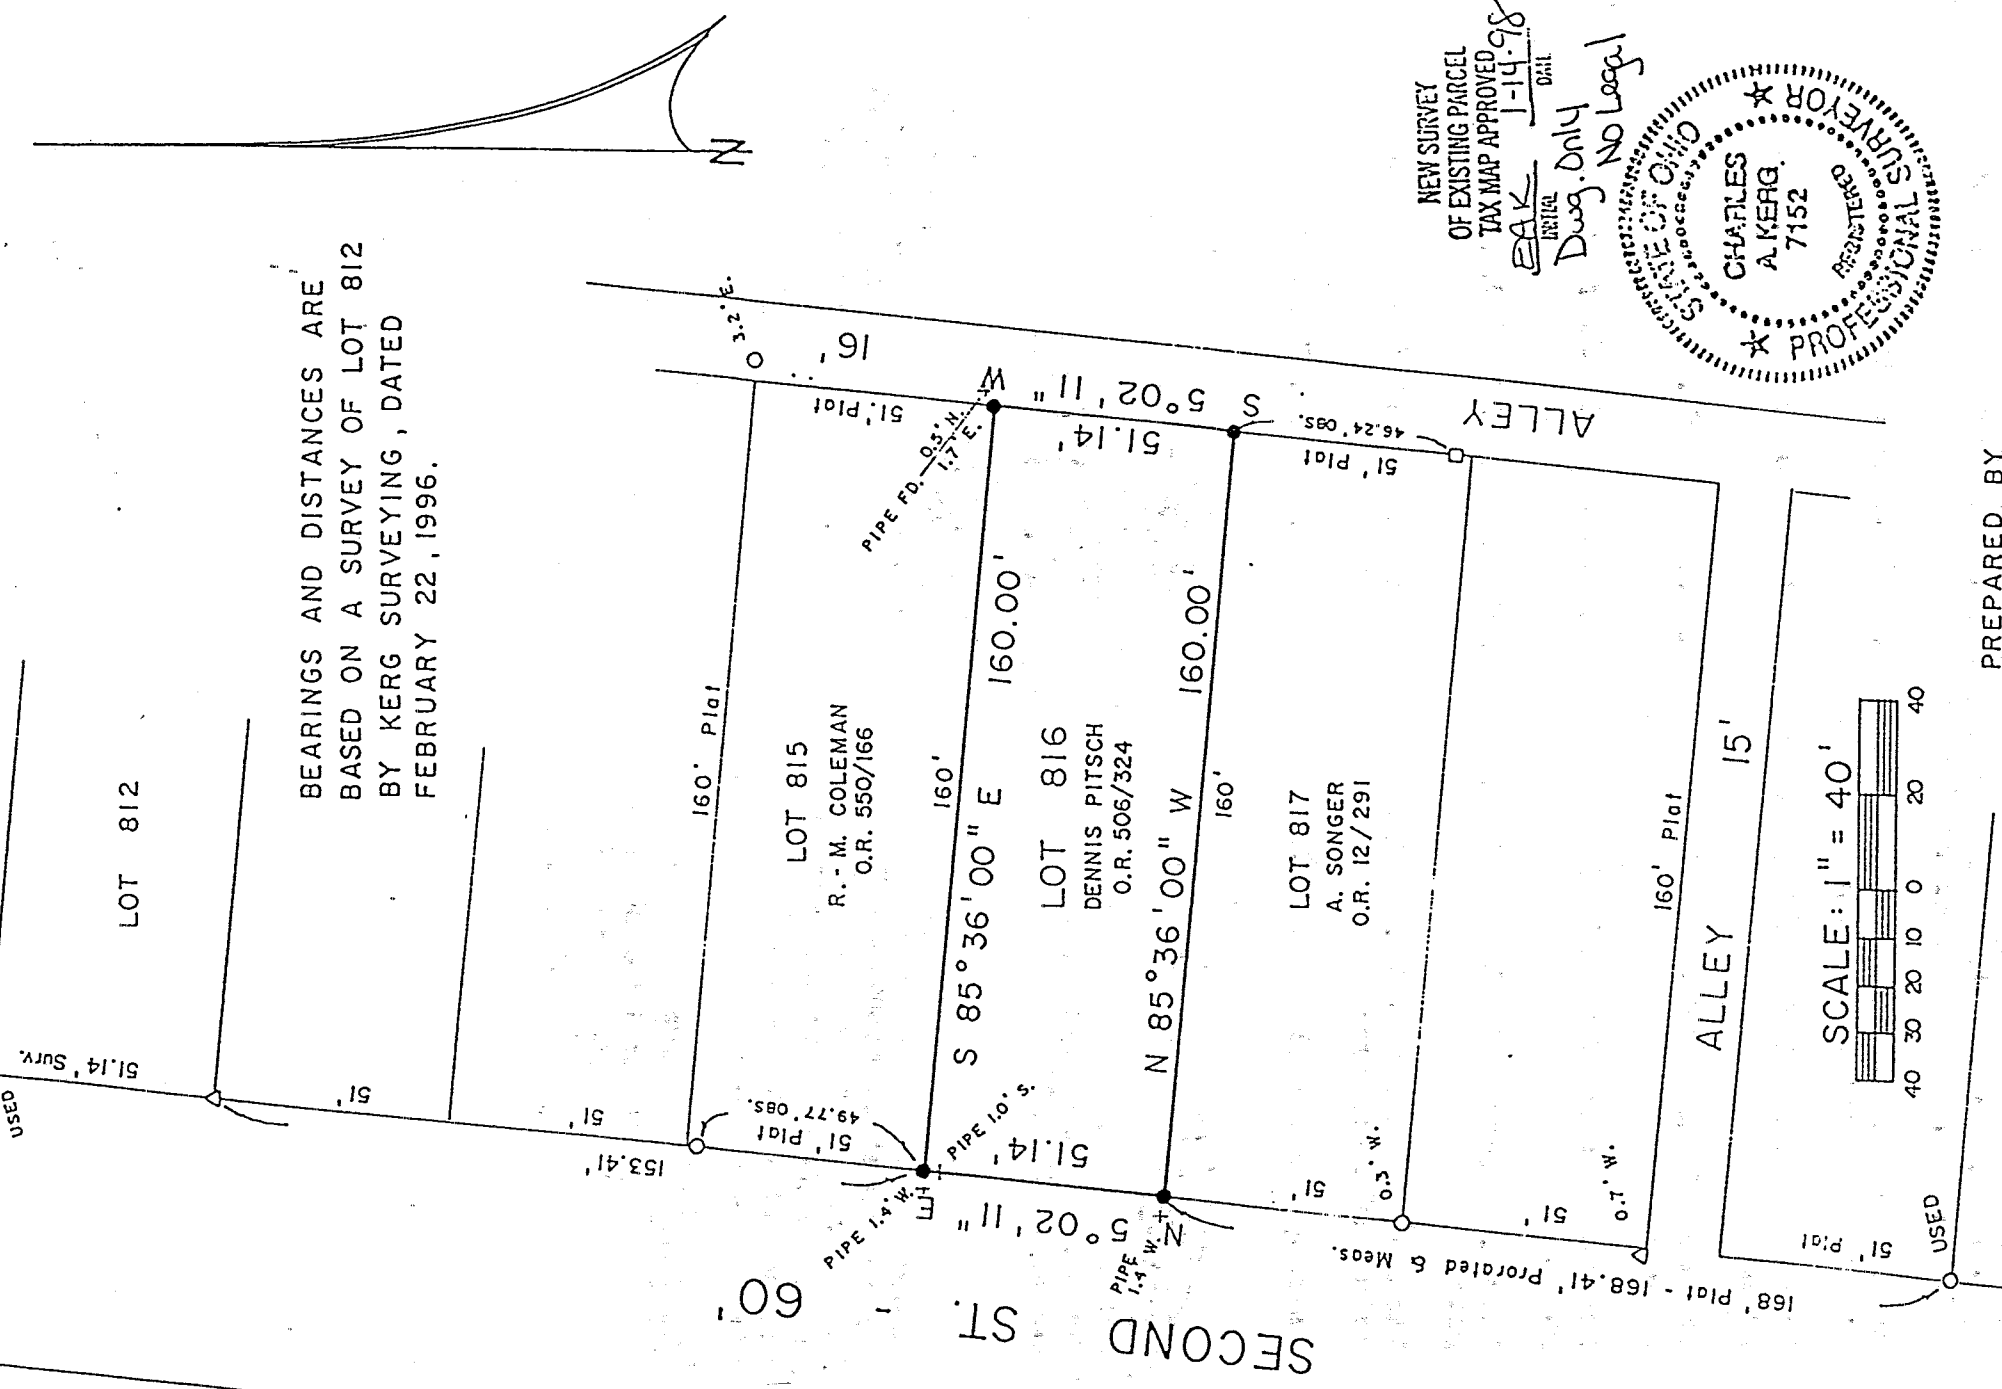 N
BEARINGS AND DISTANCES ARE
BASED ON A SURVEY OF LOT 812
BY KERG SURVEYING, DATED
FEBRUARY 22, 1996.
NEW SURVEY
OF EXISTING PARCEL
TAX MAP APPROVED
EAK 1-14-98
INITIAL DATE
Dwg. Only
No Legal
STATE OF OHIO
CHARLES
A. KERG
7152
REGISTERED
PROFESSIONAL SURVEYOR
LOT 812
51.14' Surv.
USED
51'
51'
153.41'
160' Plat
3.2' E.
16'
51' Plat
LOT 815
R. - M. COLEMAN
O.R. 550/166
51' Plat
49.77' OBS.
PIPE FD. 0.5' N.
1.7' E.
160'
S 85° 36' 00" E 160.00'
PIPE 1.0' S.
PIPE 1.4' W.
LOT 816
DENNIS PITSCH
O.R. 506/324
51.14'
N 5° 02' 11" E
51.14'
S 5° 02' 11" W
N 85° 36' 00" W 160.00'
160'
PIPE
1.4' W.
LOT 817
A. SONGER
O.R. 12/291
51' Plat
46.24' OBS.
ALLEY
51'
0.3' W.
51'
0.7' W.
160' Plat
ALLEY 15'
168' Plat - 168.41' Prorated & Meas.
51' Plat
USED
SECOND ST. - 60'
SCALE: 1" = 40'
40 30 20 10 0 20 40
PREPARED BY